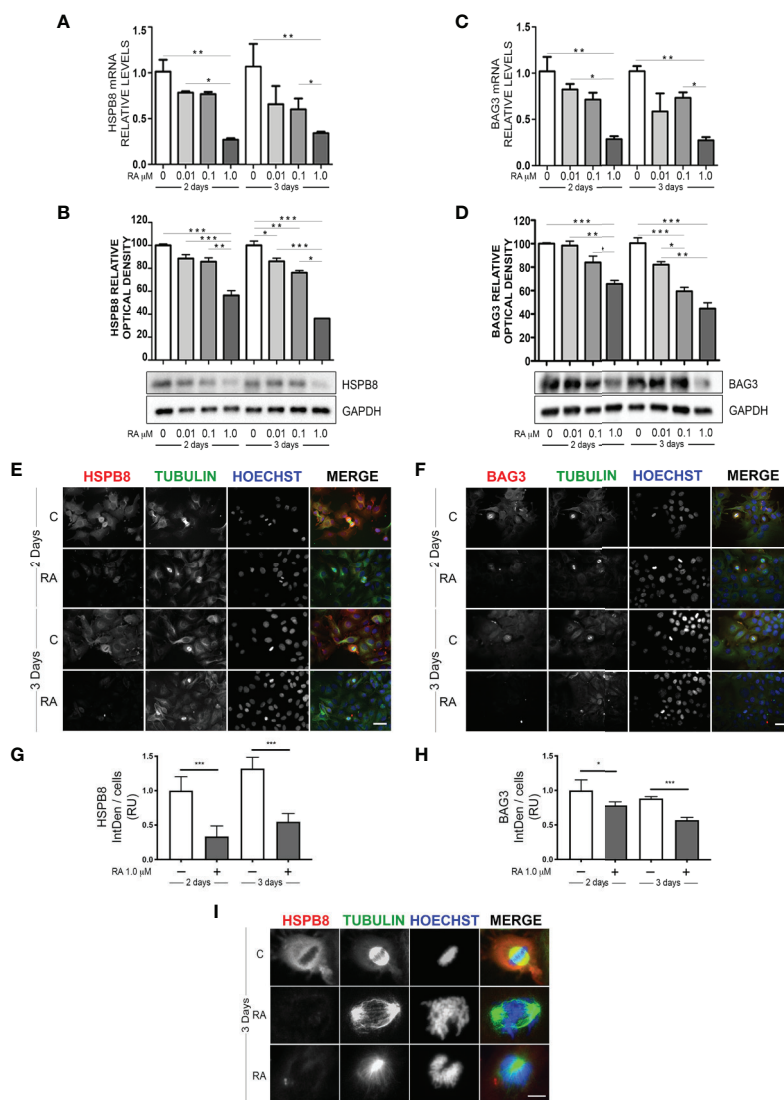 A
HSPB8 mRNA
RELATIVE LEVELS
1.5
1.0
0.5
0
* *
*
* *
*
RA µM
0 0.01 0.1 1.0 0 0.01 0.1 1.0
2 days 3 days
C
BAG3 mRNA
RELATIVE LEVELS
1.5
1.0
0.5
0
* *
*
* *
*
RA µM
0 0.01 0.1 1.0 0 0.01 0.1 1.0
2 days 3 days
B
HSPB8 RELATIVE
OPTICAL DENSITY
120
100
80
60
40
20
0
* * *
* * *
* *
* * *
* *
*
* * *
*
HSPB8
GAPDH
RA µM 0 0.01 0.1 1.0 0 0.01 0.1 1.0
2 days 3 days
D
BAG3 RELATIVE
OPTICAL DENSITY
120
100
80
60
40
20
0
* * *
* *
* * *
* * *
*
* *
BAG3
GAPDH
RA µM 0 0.01 0.1 1.0 0 0.01 0.1 1.0
2 days 3 days
E
HSPB8 TUBULIN HOECHST MERGE
2 Days
C
RA
3 Days
C
RA
F
BAG3 TUBULIN HOECHST MERGE
2 Days
C
RA
3 Days
C
RA
G
HSPB8
IntDen / cells
(RU)
1.5
1.0
0.5
0.0
***
***
RA 1.0 µM − + − +
2 days 3 days
H
BAG3
IntDen / cells
(RU)
1.5
1.0
0.5
0.0
*
***
RA 1.0 µM − + − +
2 days 3 days
I
HSPB8 TUBULIN HOECHST MERGE
3 Days
C
RA
RA